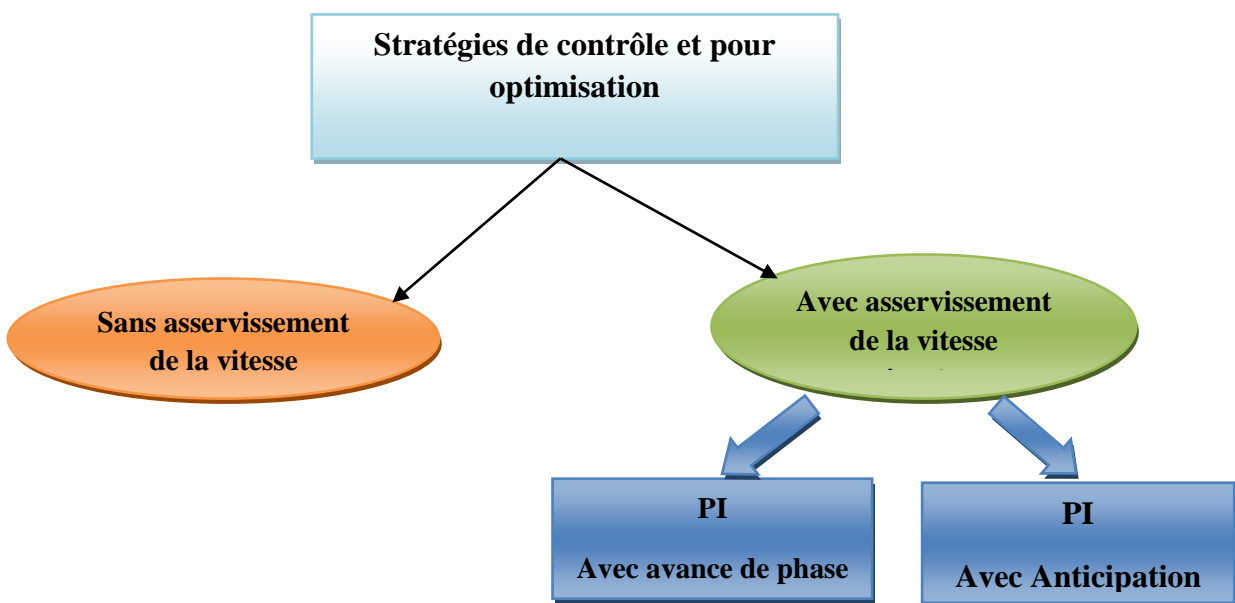 Stratégies de contrôle et pour
optimisation
Sans asservissement
de la vitesse
Avec asservissement
de la vitesse
PI
Avec avance de phase
PI
Avec Anticipation